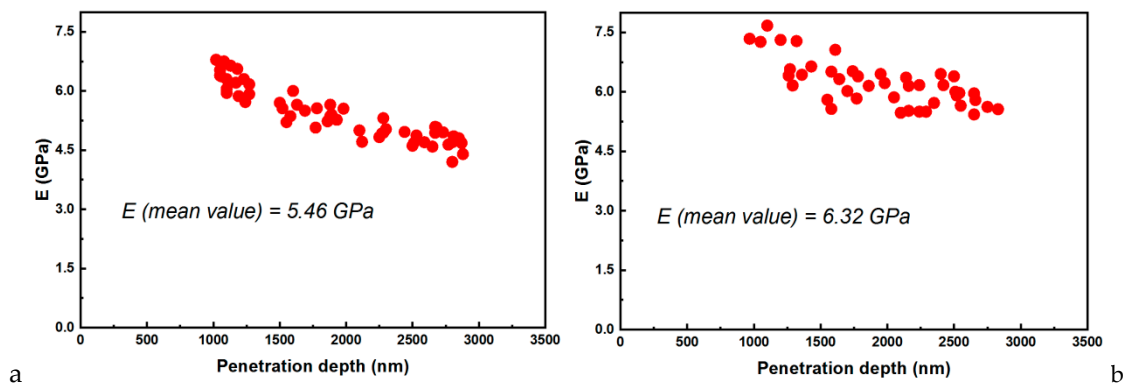 7.5
6.0
4.5
3.0
1.5
0.0
E (GPa)
E (mean value) = 5.46 GPa
0 500 1000 1500 2000 2500 3000 3500
Penetration depth (nm)
a
7.5
6.0
4.5
3.0
1.5
0.0
E (GPa)
E (mean value) = 6.32 GPa
0 500 1000 1500 2000 2500 3000 3500
Penetration depth (nm)
b